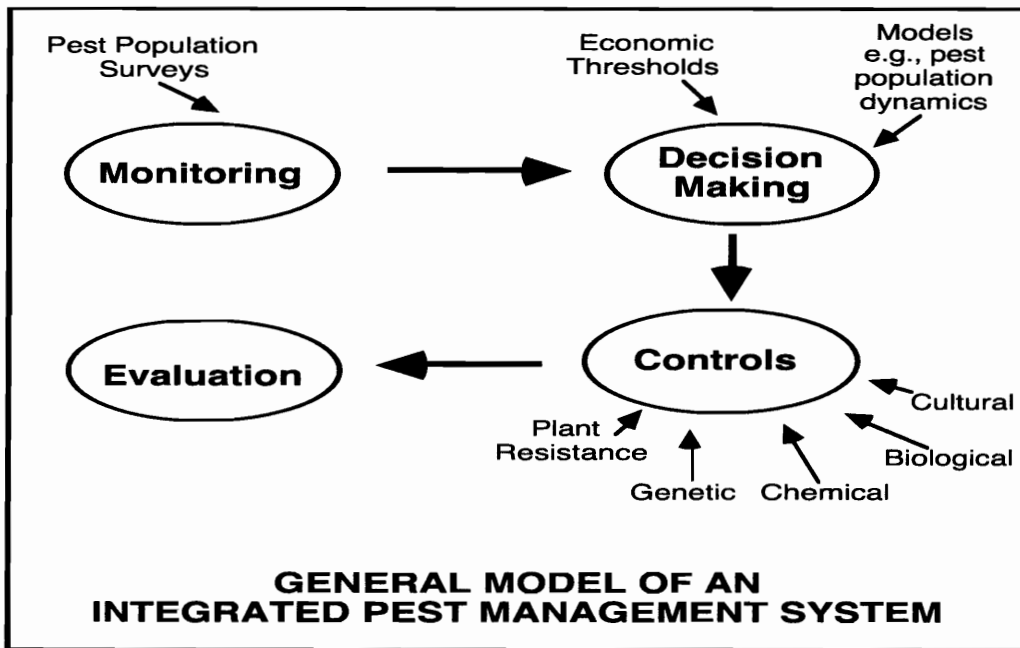 Pest Population
Surveys
Economic
Thresholds
Models
e.g., pest
population
dynamics
Monitoring
Decision
Making
Evaluation
Controls
Cultural
Plant
Resistance
Biological
Genetic
Chemical
GENERAL MODEL OF AN
INTEGRATED PEST MANAGEMENT SYSTEM